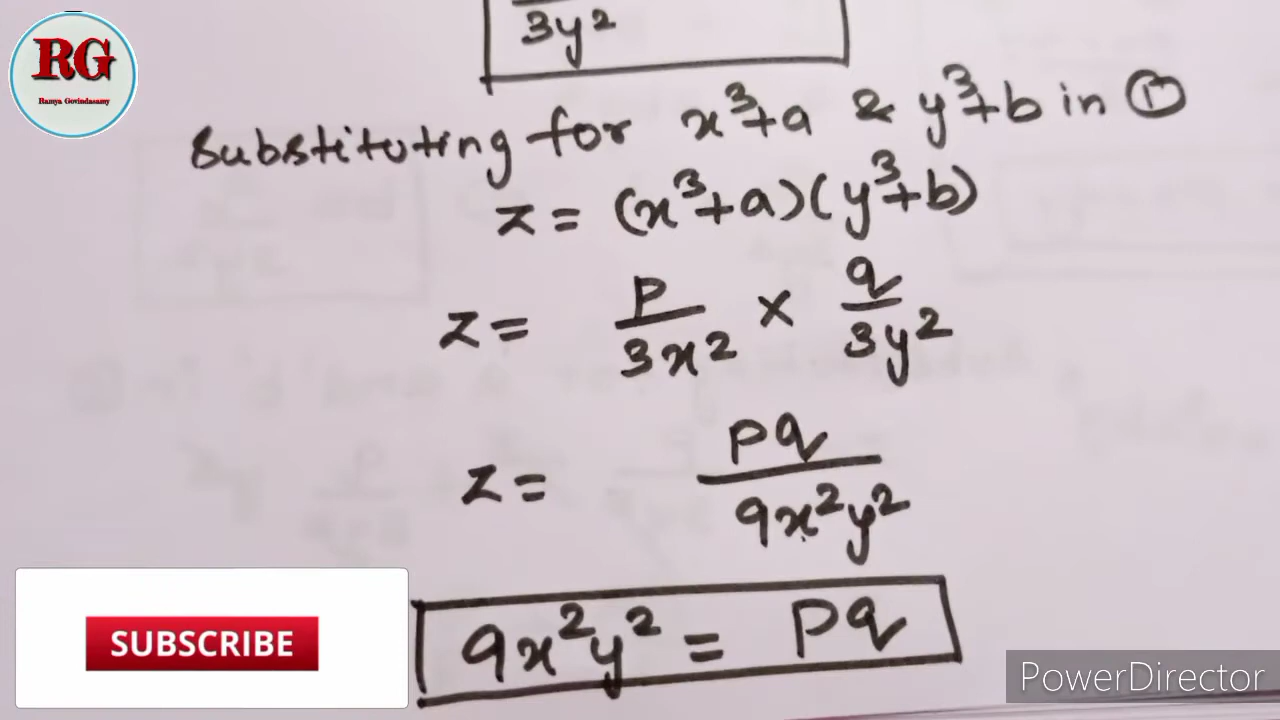 RG
Ramya Govindasamy
3y²
Substituting for x³+a & y³+b in ①
z = (x³+a)(y³+b)
z = p/3x² × q/3y²
z = pq/9x²y²
9x²y² = pq
SUBSCRIBE
PowerDirector